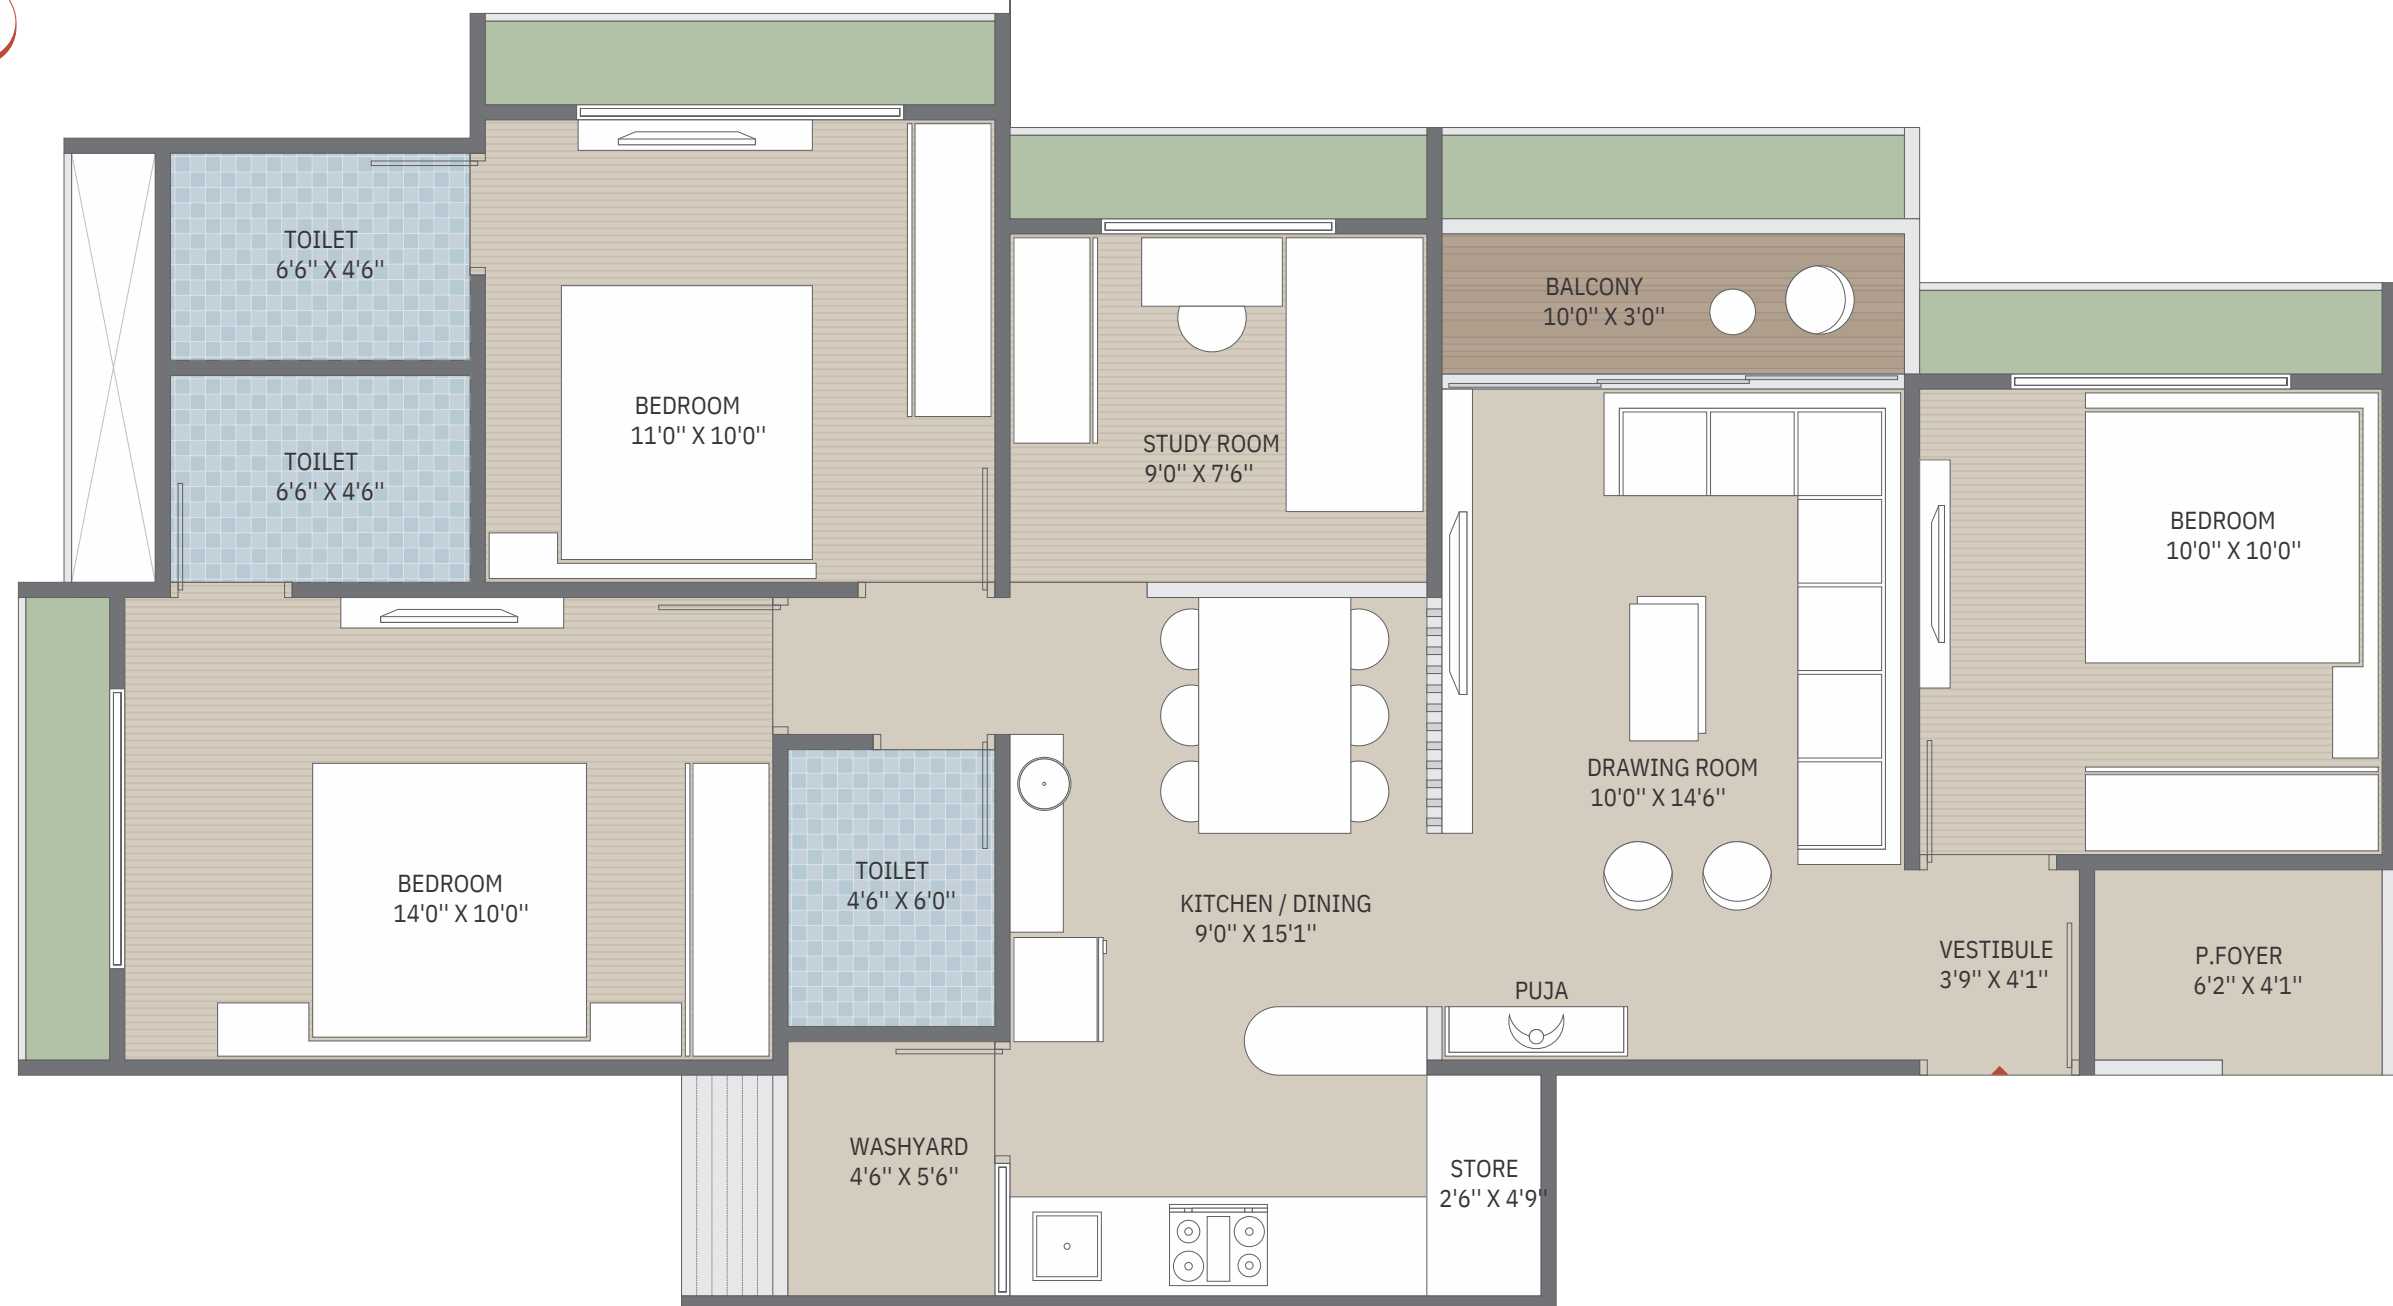 TOILET
6'6'' X 4'6''
TOILET
6'6'' X 4'6''
BEDROOM
11'0'' X 10'0''
STUDY ROOM
9'0'' X 7'6''
BALCONY
10'0'' X 3'0''
BEDROOM
10'0'' X 10'0''
DRAWING ROOM
10'0'' X 14'6''
BEDROOM
14'0'' X 10'0''
TOILET
4'6'' X 6'0''
KITCHEN / DINING
9'0'' X 15'1''
PUJA
VESTIBULE
3'9'' X 4'1''
P.FOYER
6'2'' X 4'1''
WASHYARD
4'6'' X 5'6''
STORE
2'6'' X 4'9''